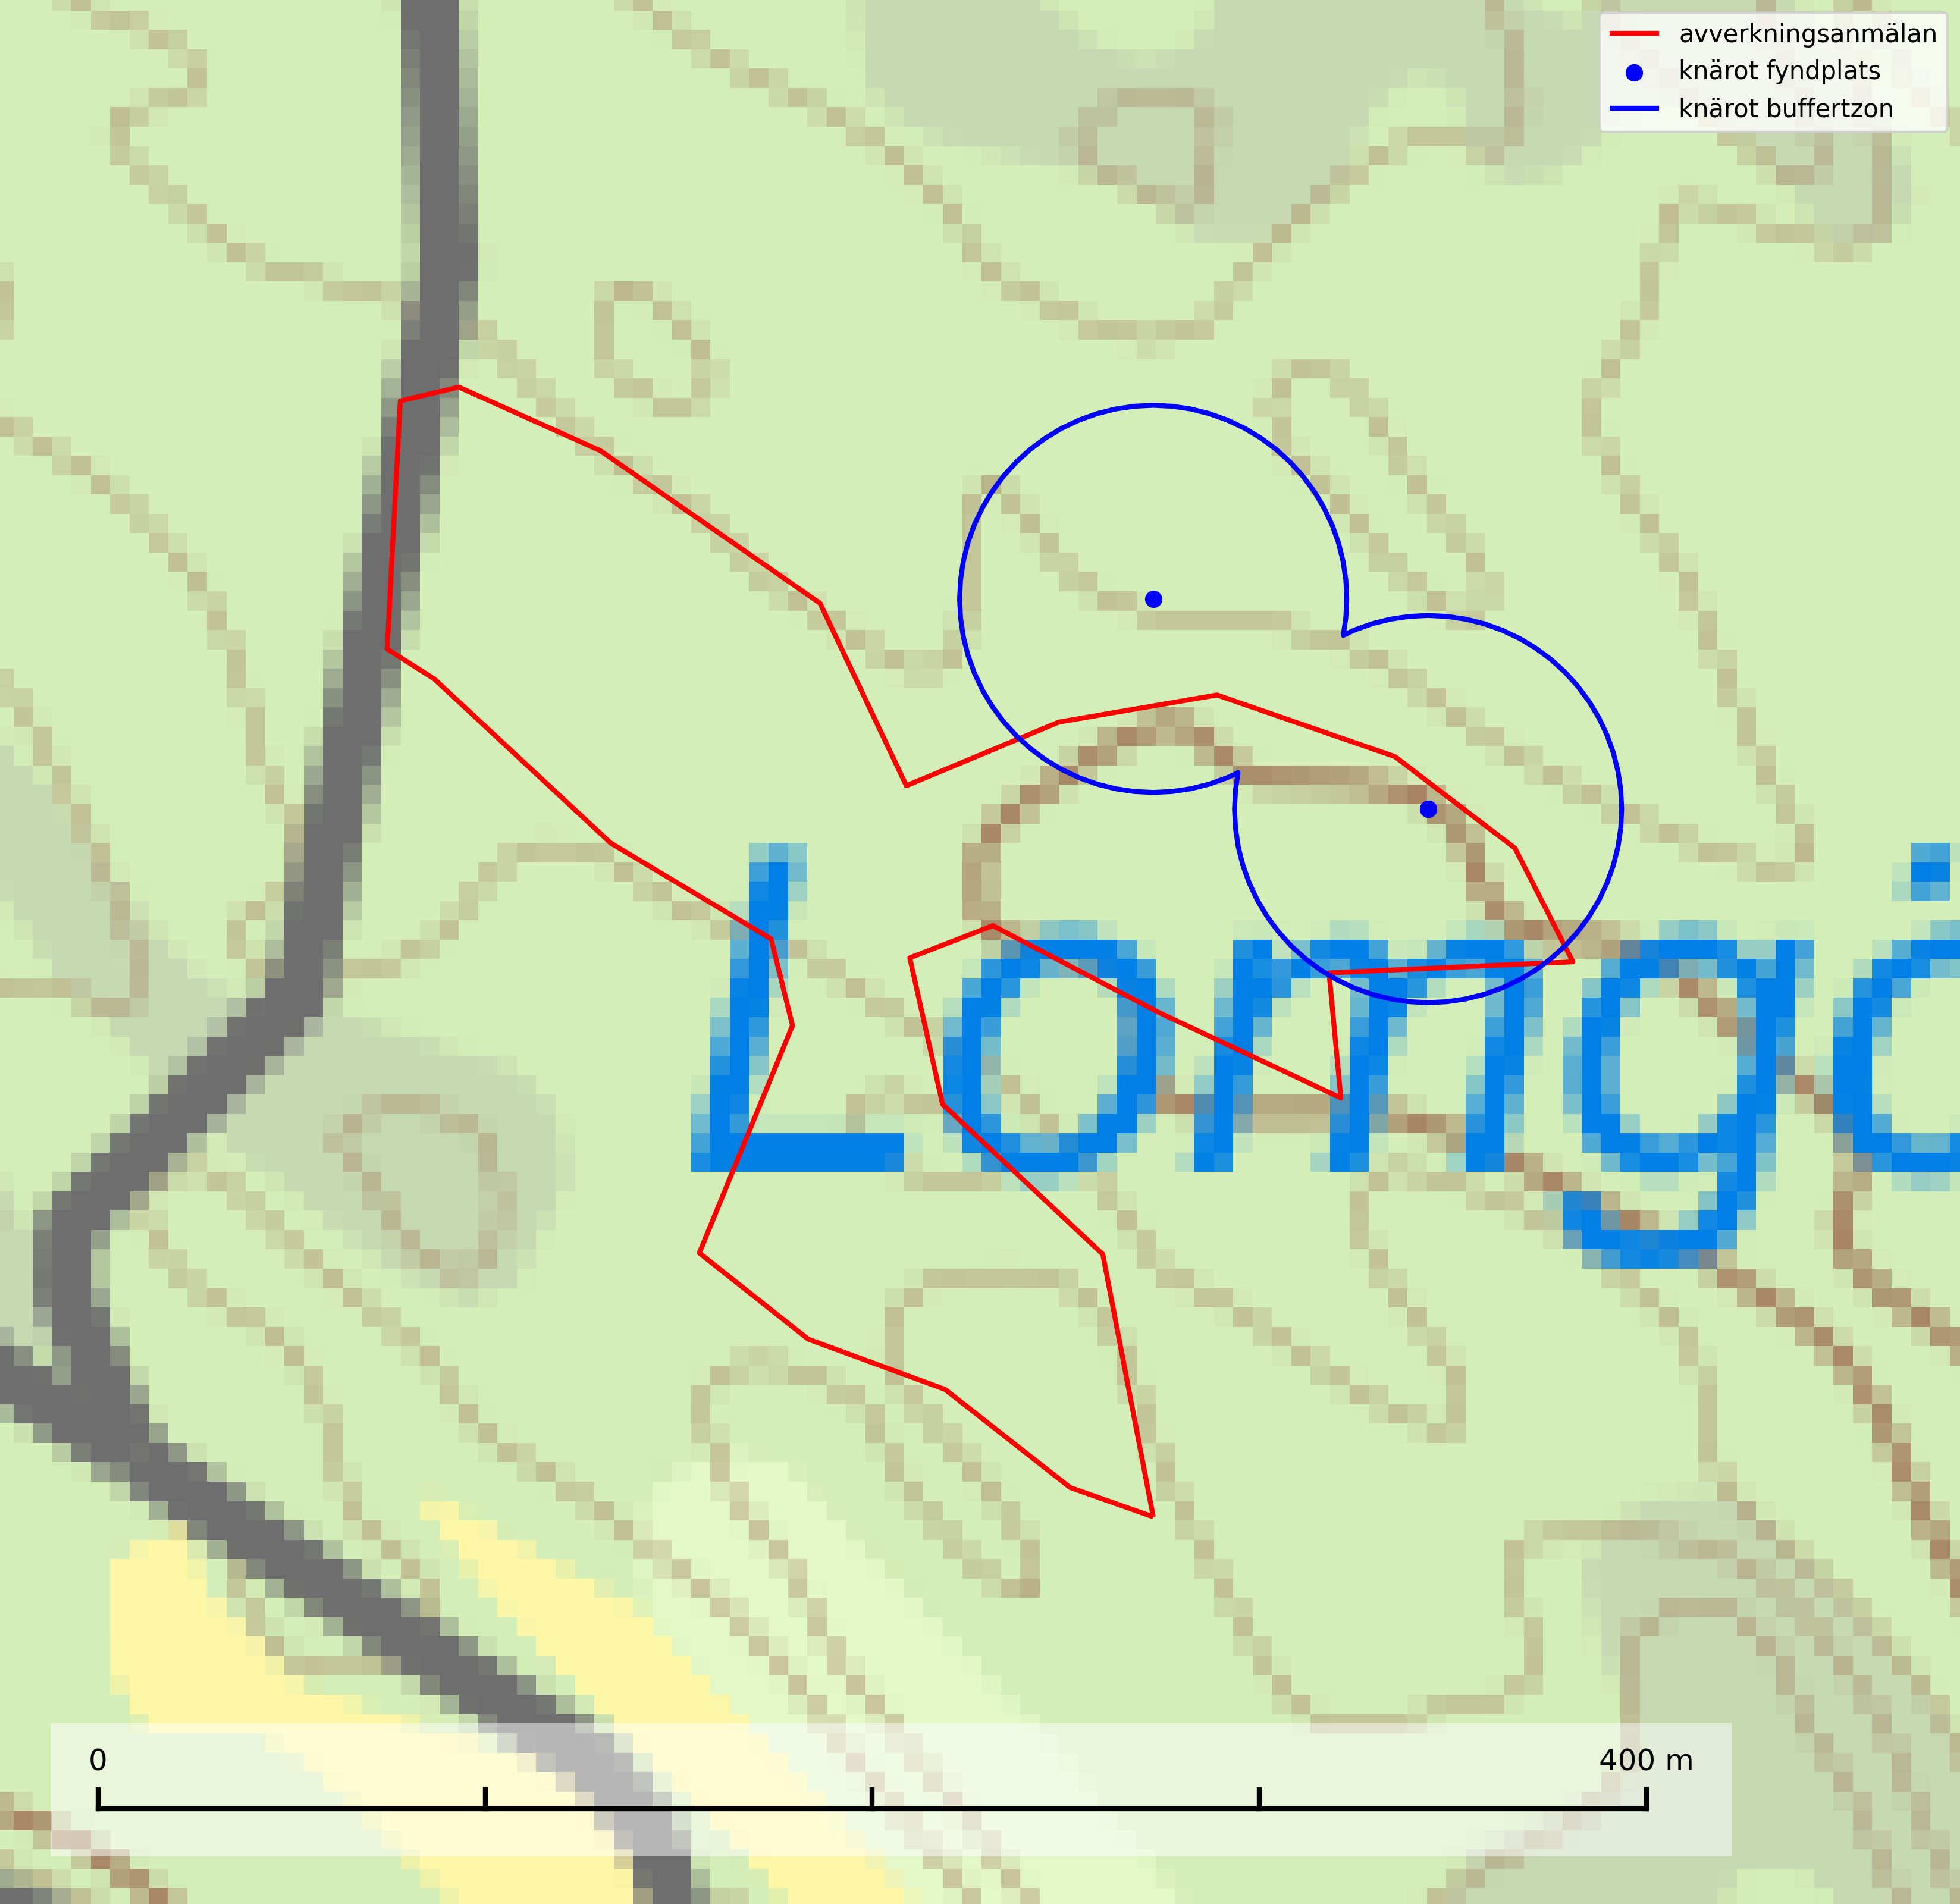 avverkningsanmälan
knärot fyndplats
knärot buffertzon
0 400 m